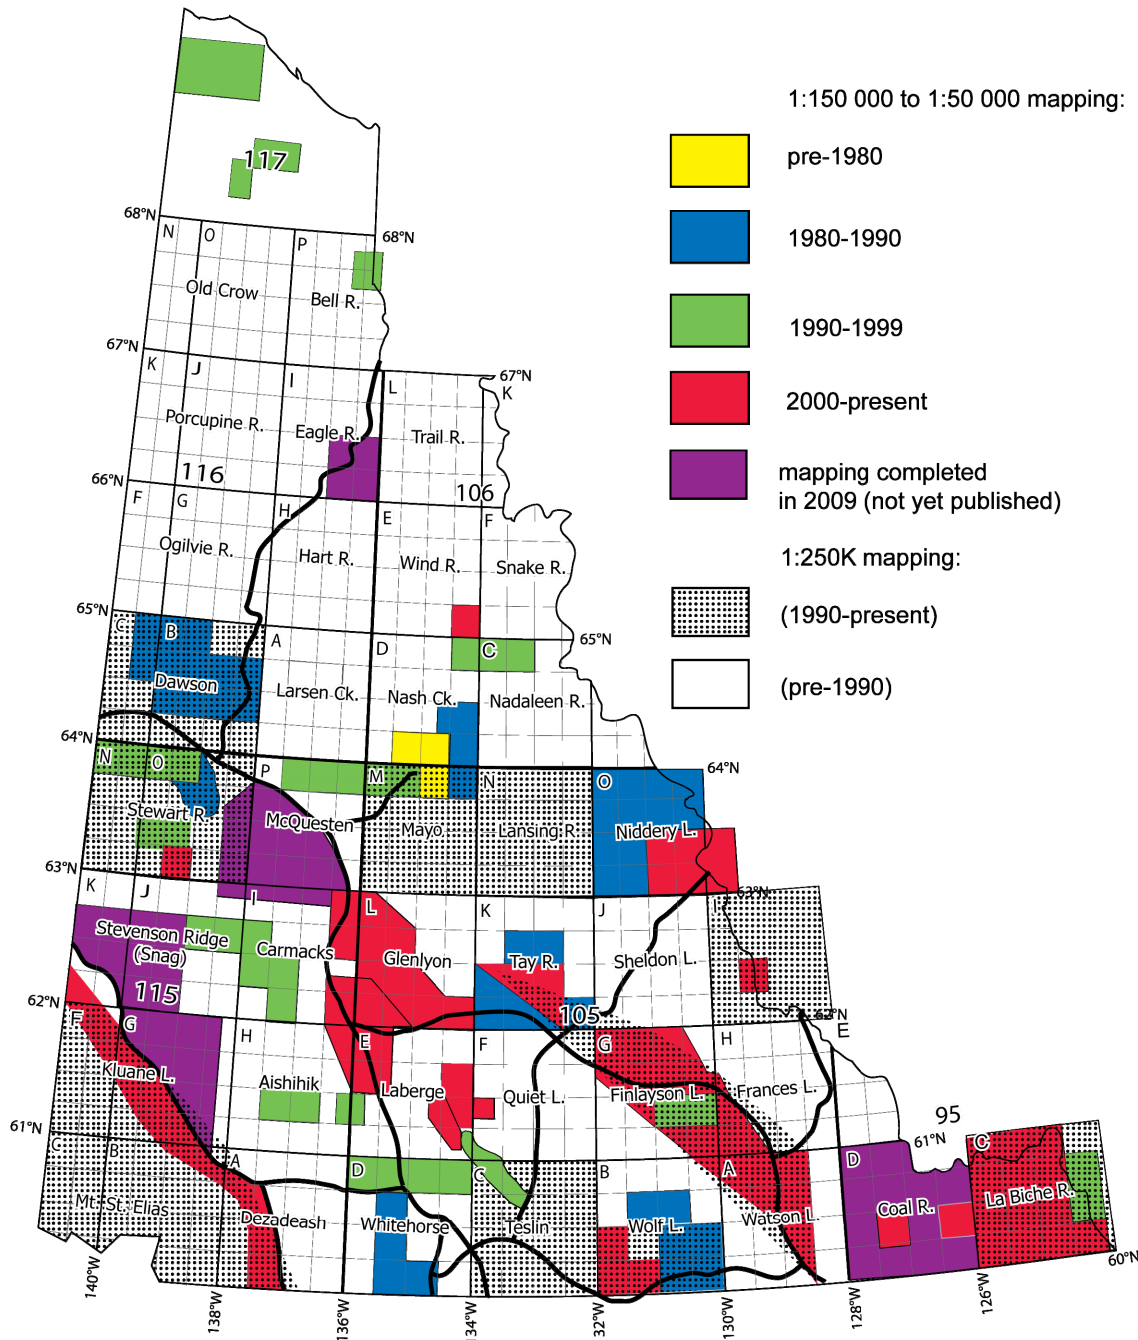 1:150 000 to 1:50 000 mapping:
pre-1980
1980-1990
1990-1999
2000-present
mapping completed
in 2009 (not yet published)
1:250K mapping:
(1990-present)
(pre-1990)
117
68°N
68°N
N
O
P
Old Crow
Bell R.
67°N
67°N
K
J
I
L
K
Porcupine R.
Eagle R.
Trail R.
116
106
66°N
F
G
H
E
F
Ogilvie R.
Hart R.
Wind R.
Snake R.
65°N
65°N
C
B
A
D
C
Dawson
Larsen Ck.
Nash Ck.
Nadaleen R.
64°N
64°N
N
O
P
M
N
O
Stewart R.
McQuesten
Mayo
Lansing R.
Niddery L.
63°N
63°N
K
J
I
L
K
J
I
Stevenson Ridge
(Snag)
Carmacks
Glenlyon
Tay R.
Sheldon L.
115
105
62°N
62°N
F
G
H
E
F
G
H
E
Kluane L.
Aishihik
Laberge
Quiet L.
Finlayson L.
Frances L.
95
61°N
61°N
C
B
A
D
C
B
A
D
C
Mt. St. Elias
Dezadeash
Whitehorse
Teslin
Wolf L.
Watson L.
Coal R.
La Biche R.
60°N
140°W
138°W
136°W
134°W
32°W
130°W
128°W
126°W